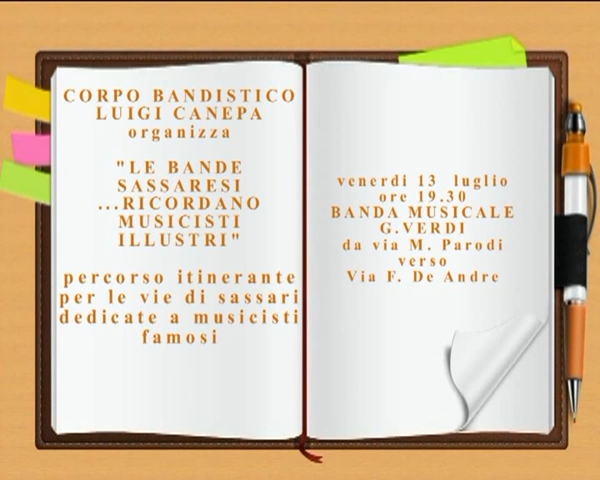 CORPO BANDISTICO
LUIGI CANEPA
organizza
"LE BANDE
SASSARESI
...RICORDANO
MUSICISTI
ILLUSTRI"
percorso itinerante
per le vie di sassari
dedicate a musicisti
famosi
venerdi 13 luglio
ore 19.30
BANDA MUSICALE
G.VERDI
da via M. Parodi
verso
Via F. De Andre